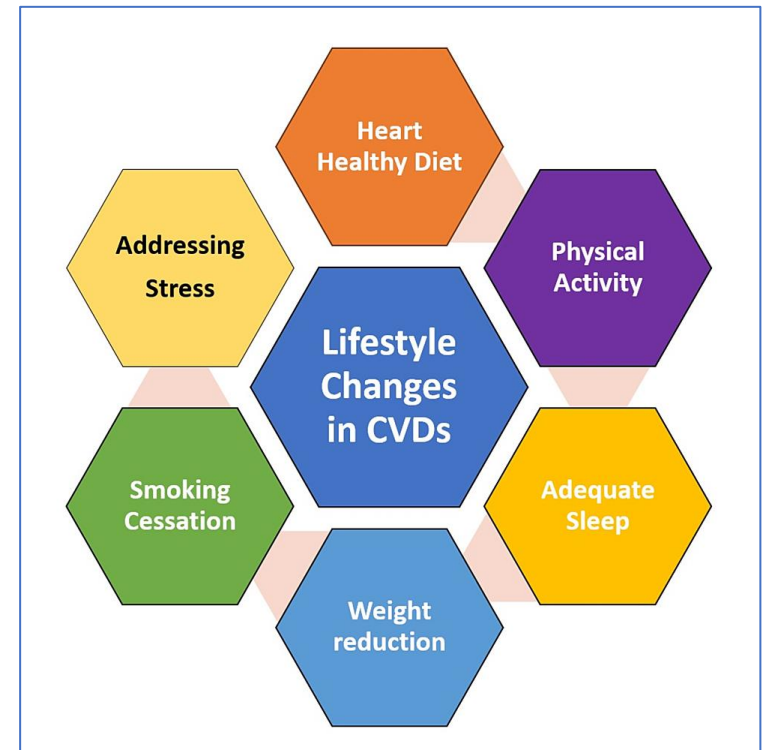 Heart
Healthy Diet
Physical
Activity
Adequate
Sleep
Weight
reduction
Smoking
Cessation
Addressing
Stress
Lifestyle
Changes
in CVDs